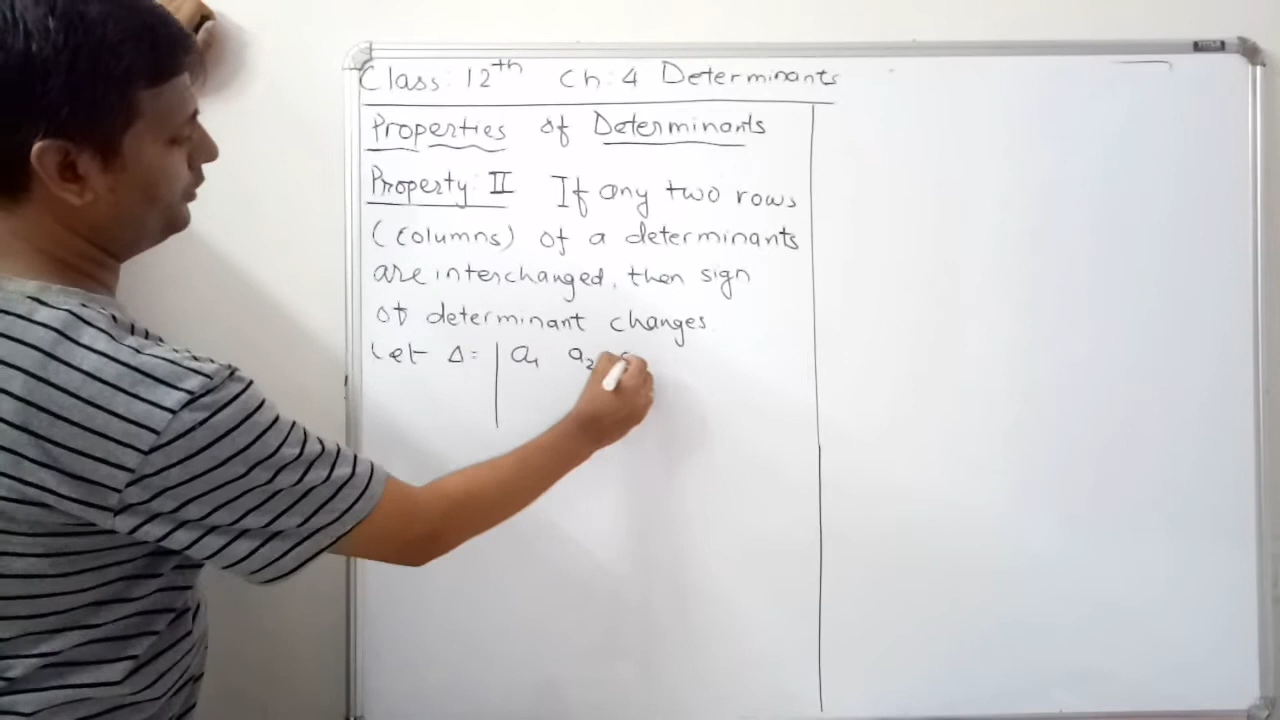 Class: 12th Ch: 4 Determinants
Properties of Determinants
Property: II If any two rows
(columns) of a determinants
are interchanged, then sign
of determinant changes.
Let Δ = | a₁ a₂